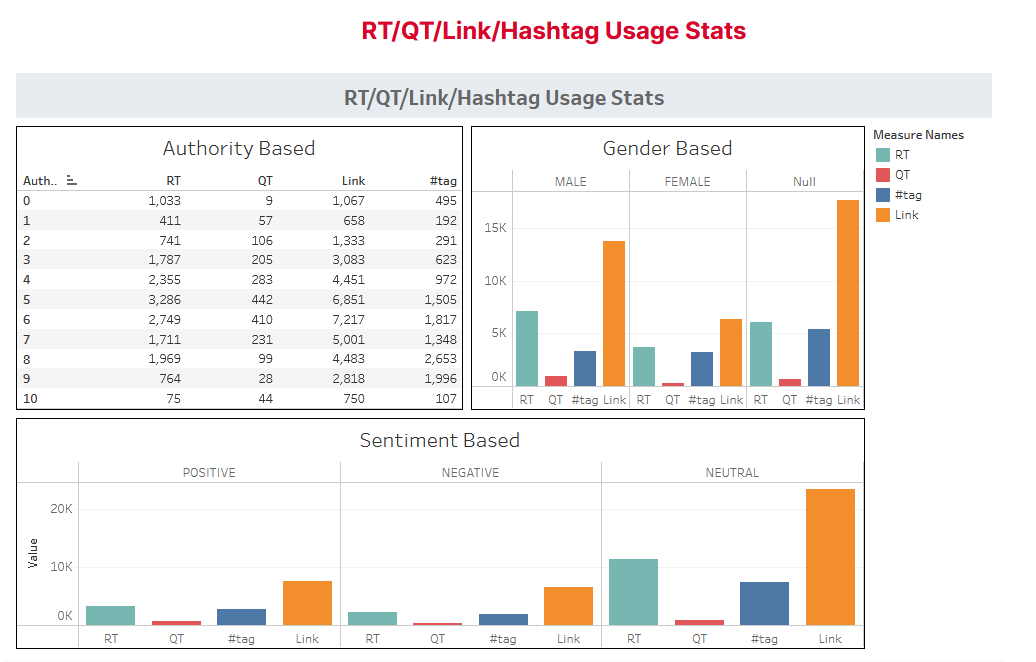 RT/QT/Link/Hashtag Usage Stats
RT/QT/Link/Hashtag Usage Stats
Authority Based
Auth.. RT QT Link #tag
0 1,033 9 1,067 495
1 411 57 658 192
2 741 106 1,333 291
3 1,787 205 3,083 623
4 2,355 283 4,451 972
5 3,286 442 6,851 1,505
6 2,749 410 7,217 1,817
7 1,711 231 5,001 1,348
8 1,969 99 4,483 2,653
9 764 28 2,818 1,996
10 75 44 750 107
Gender Based
MALE FEMALE Null
15K
10K
5K
0K
RT QT #tag Link RT QT #tag Link RT QT #tag Link
Measure Names
RT
QT
#tag
Link
Sentiment Based
POSITIVE NEGATIVE NEUTRAL
Value
20K
10K
0K
RT QT #tag Link RT QT #tag Link RT QT #tag Link